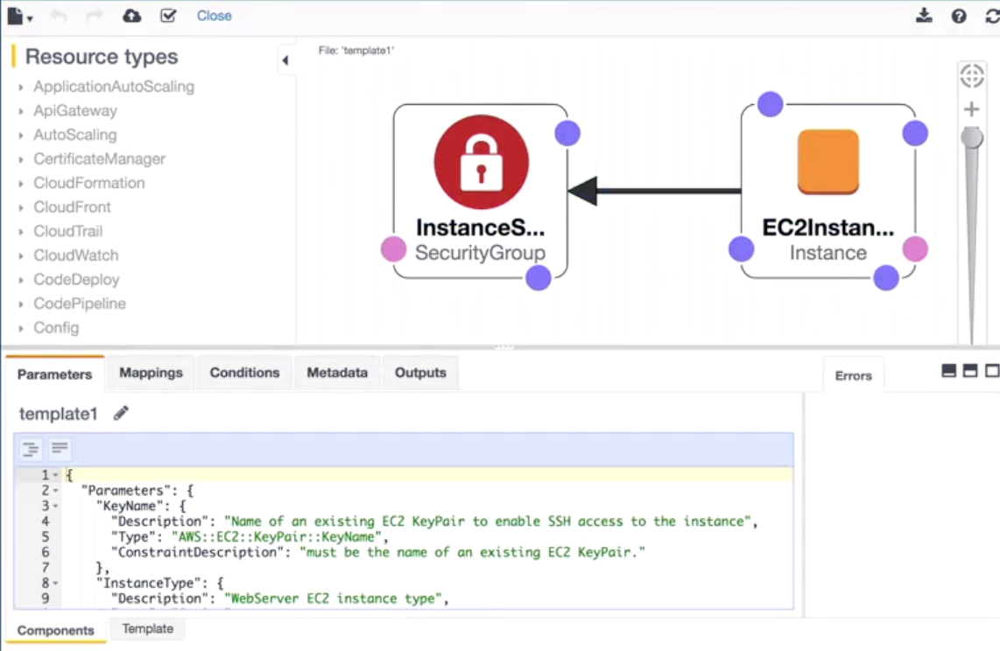 Close
Resource types
ApplicationAutoScaling
ApiGateway
AutoScaling
CertificateManager
CloudFormation
CloudFront
CloudTrail
CloudWatch
CodeDeploy
CodePipeline
Config
File: 'template1'
InstanceS...
SecurityGroup
EC2Instan...
Instance
Parameters
Mappings
Conditions
Metadata
Outputs
Errors
template1
1 {
2 "Parameters": {
3 "KeyName": {
4 "Description": "Name of an existing EC2 KeyPair to enable SSH access to the instance",
5 "Type": "AWS::EC2::KeyPair::KeyName",
6 "ConstraintDescription": "must be the name of an existing EC2 KeyPair."
7 },
8 "InstanceType": {
9 "Description": "WebServer EC2 instance type",
Components
Template